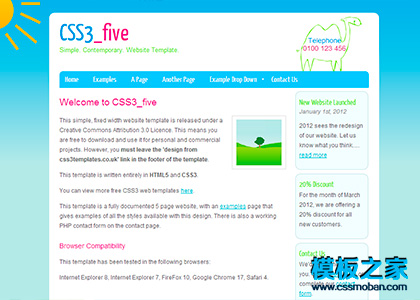 CSS3_five
Simple. Contemporary. Website Template.
Telephone
0100 123 456
Home Examples A Page Another Page Example Drop Down Contact Us
Welcome to CSS3_five
This simple, fixed width website template is released under a
Creative Commons Attribution 3.0 Licence. This means you
are free to download and use it for personal and commercial
projects. However, you must leave the 'design from
css3templates.co.uk' link in the footer of the template.
This template is written entirely in HTML5 and CSS3.
You can view more free CSS3 web templates here.
This template is a fully documented 5 page website, with an examples page that
gives examples of all the styles available with this design. There is also a working
PHP contact form on the contact page.
Browser Compatibility
This template has been tested in the following browsers:
Internet Explorer 8, Internet Explorer 7, FireFox 10, Google Chrome 17, Safari 4.
New Website Launched
January 1st, 2012
2012 sees the redesign
of our website. Let us
know what you think.....
read more
20% Discount
For the month of March
2012, we are offering a
20% discount for all
new customers.
Contact Us
模板之家
www.cssmoban.com